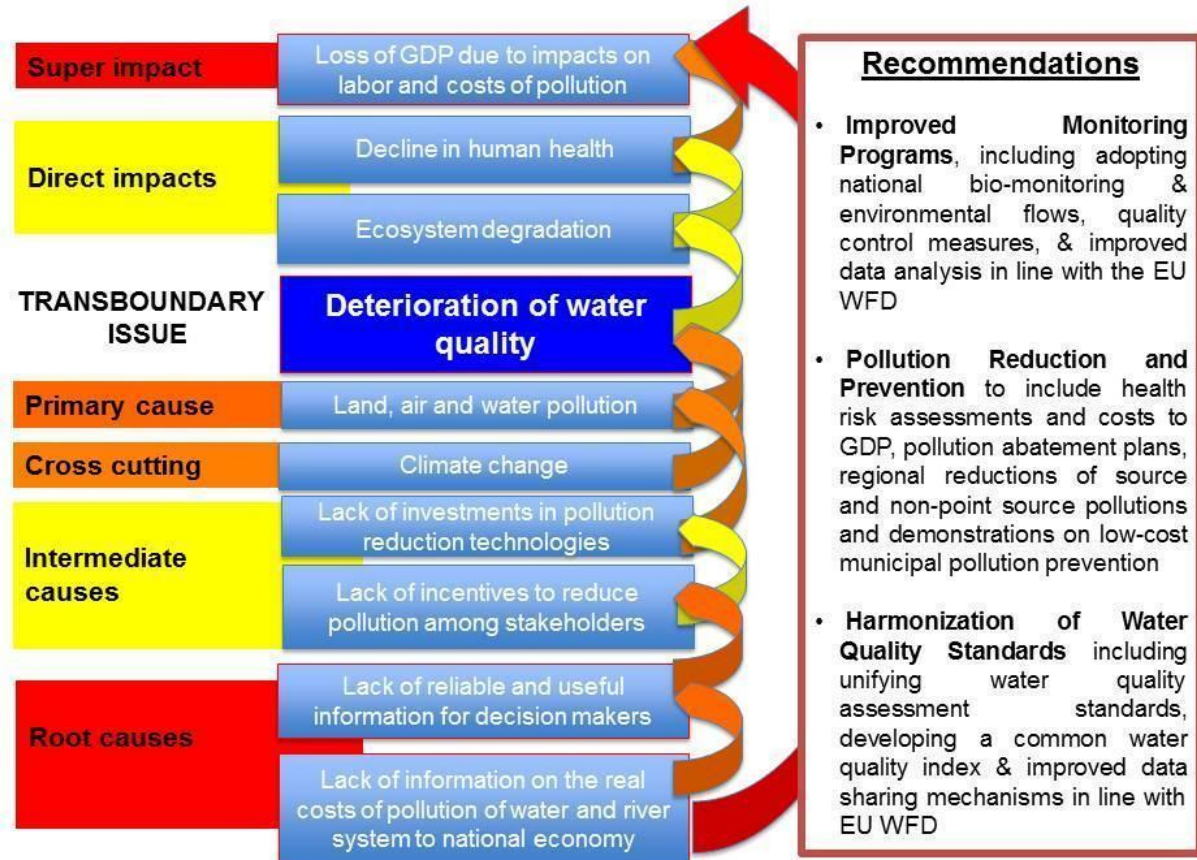 Super impact
Loss of GDP due to impacts on
labor and costs of pollution
Direct impacts
Decline in human health
Ecosystem degradation
TRANSBOUNDARY
ISSUE
Deterioration of water
quality
Primary cause
Land, air and water pollution
Cross cutting
Climate change
Intermediate
causes
Lack of investments in pollution
reduction technologies
Lack of incentives to reduce
pollution among stakeholders
Root causes
Lack of reliable and useful
information for decision makers
Lack of information on the real
costs of pollution of water and river
system to national economy
Recommendations
• Improved Monitoring
Programs, including adopting
national bio-monitoring &
environmental flows, quality
control measures, & improved
data analysis in line with the EU
WFD
• Pollution Reduction and
Prevention to include health
risk assessments and costs to
GDP, pollution abatement plans,
regional reductions of source
and non-point source pollutions
and demonstrations on low-cost
municipal pollution prevention
• Harmonization of Water
Quality Standards including
unifying water quality
assessment standards,
developing a common water
quality index & improved data
sharing mechanisms in line with
EU WFD